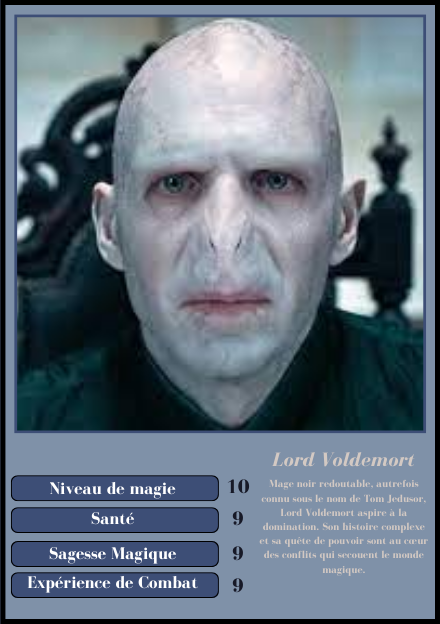 Lord Voldemort
Niveau de magie 10
Santé 9
Sagesse Magique 9
Expérience de Combat 9
Mage noir redoutable, autrefois
connu sous le nom de Tom Jedusor,
Lord Voldemort aspire à la
domination. Son histoire complexe
et sa quête de pouvoir sont au cœur
des conflits qui secouent le monde
magique.